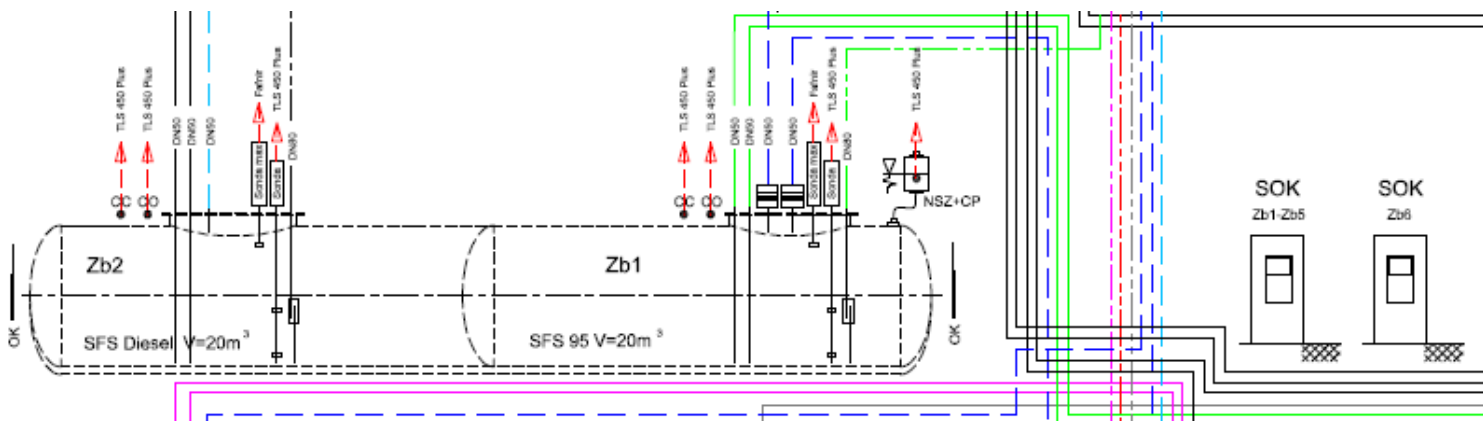 TLS 450 Plus
TLS 450 Plus
DN50
DN50
DN50
Fafnir
TLS 450 Plus
DN80
Sonda max
Sonda
CC
CO
TLS 450 Plus
TLS 450 Plus
DN50
DN50
DN50
DN50
Fafnir
TLS 450 Plus
DN80
TLS 450 Plus
Sonda max
Sonda
CC
CO
NSZ+CP
SOK
Zb1-Zb5
SOK
Zb6
Zb2
Zb1
OK
SFS Diesel V=20m³
SFS 95 V=20m³
OK